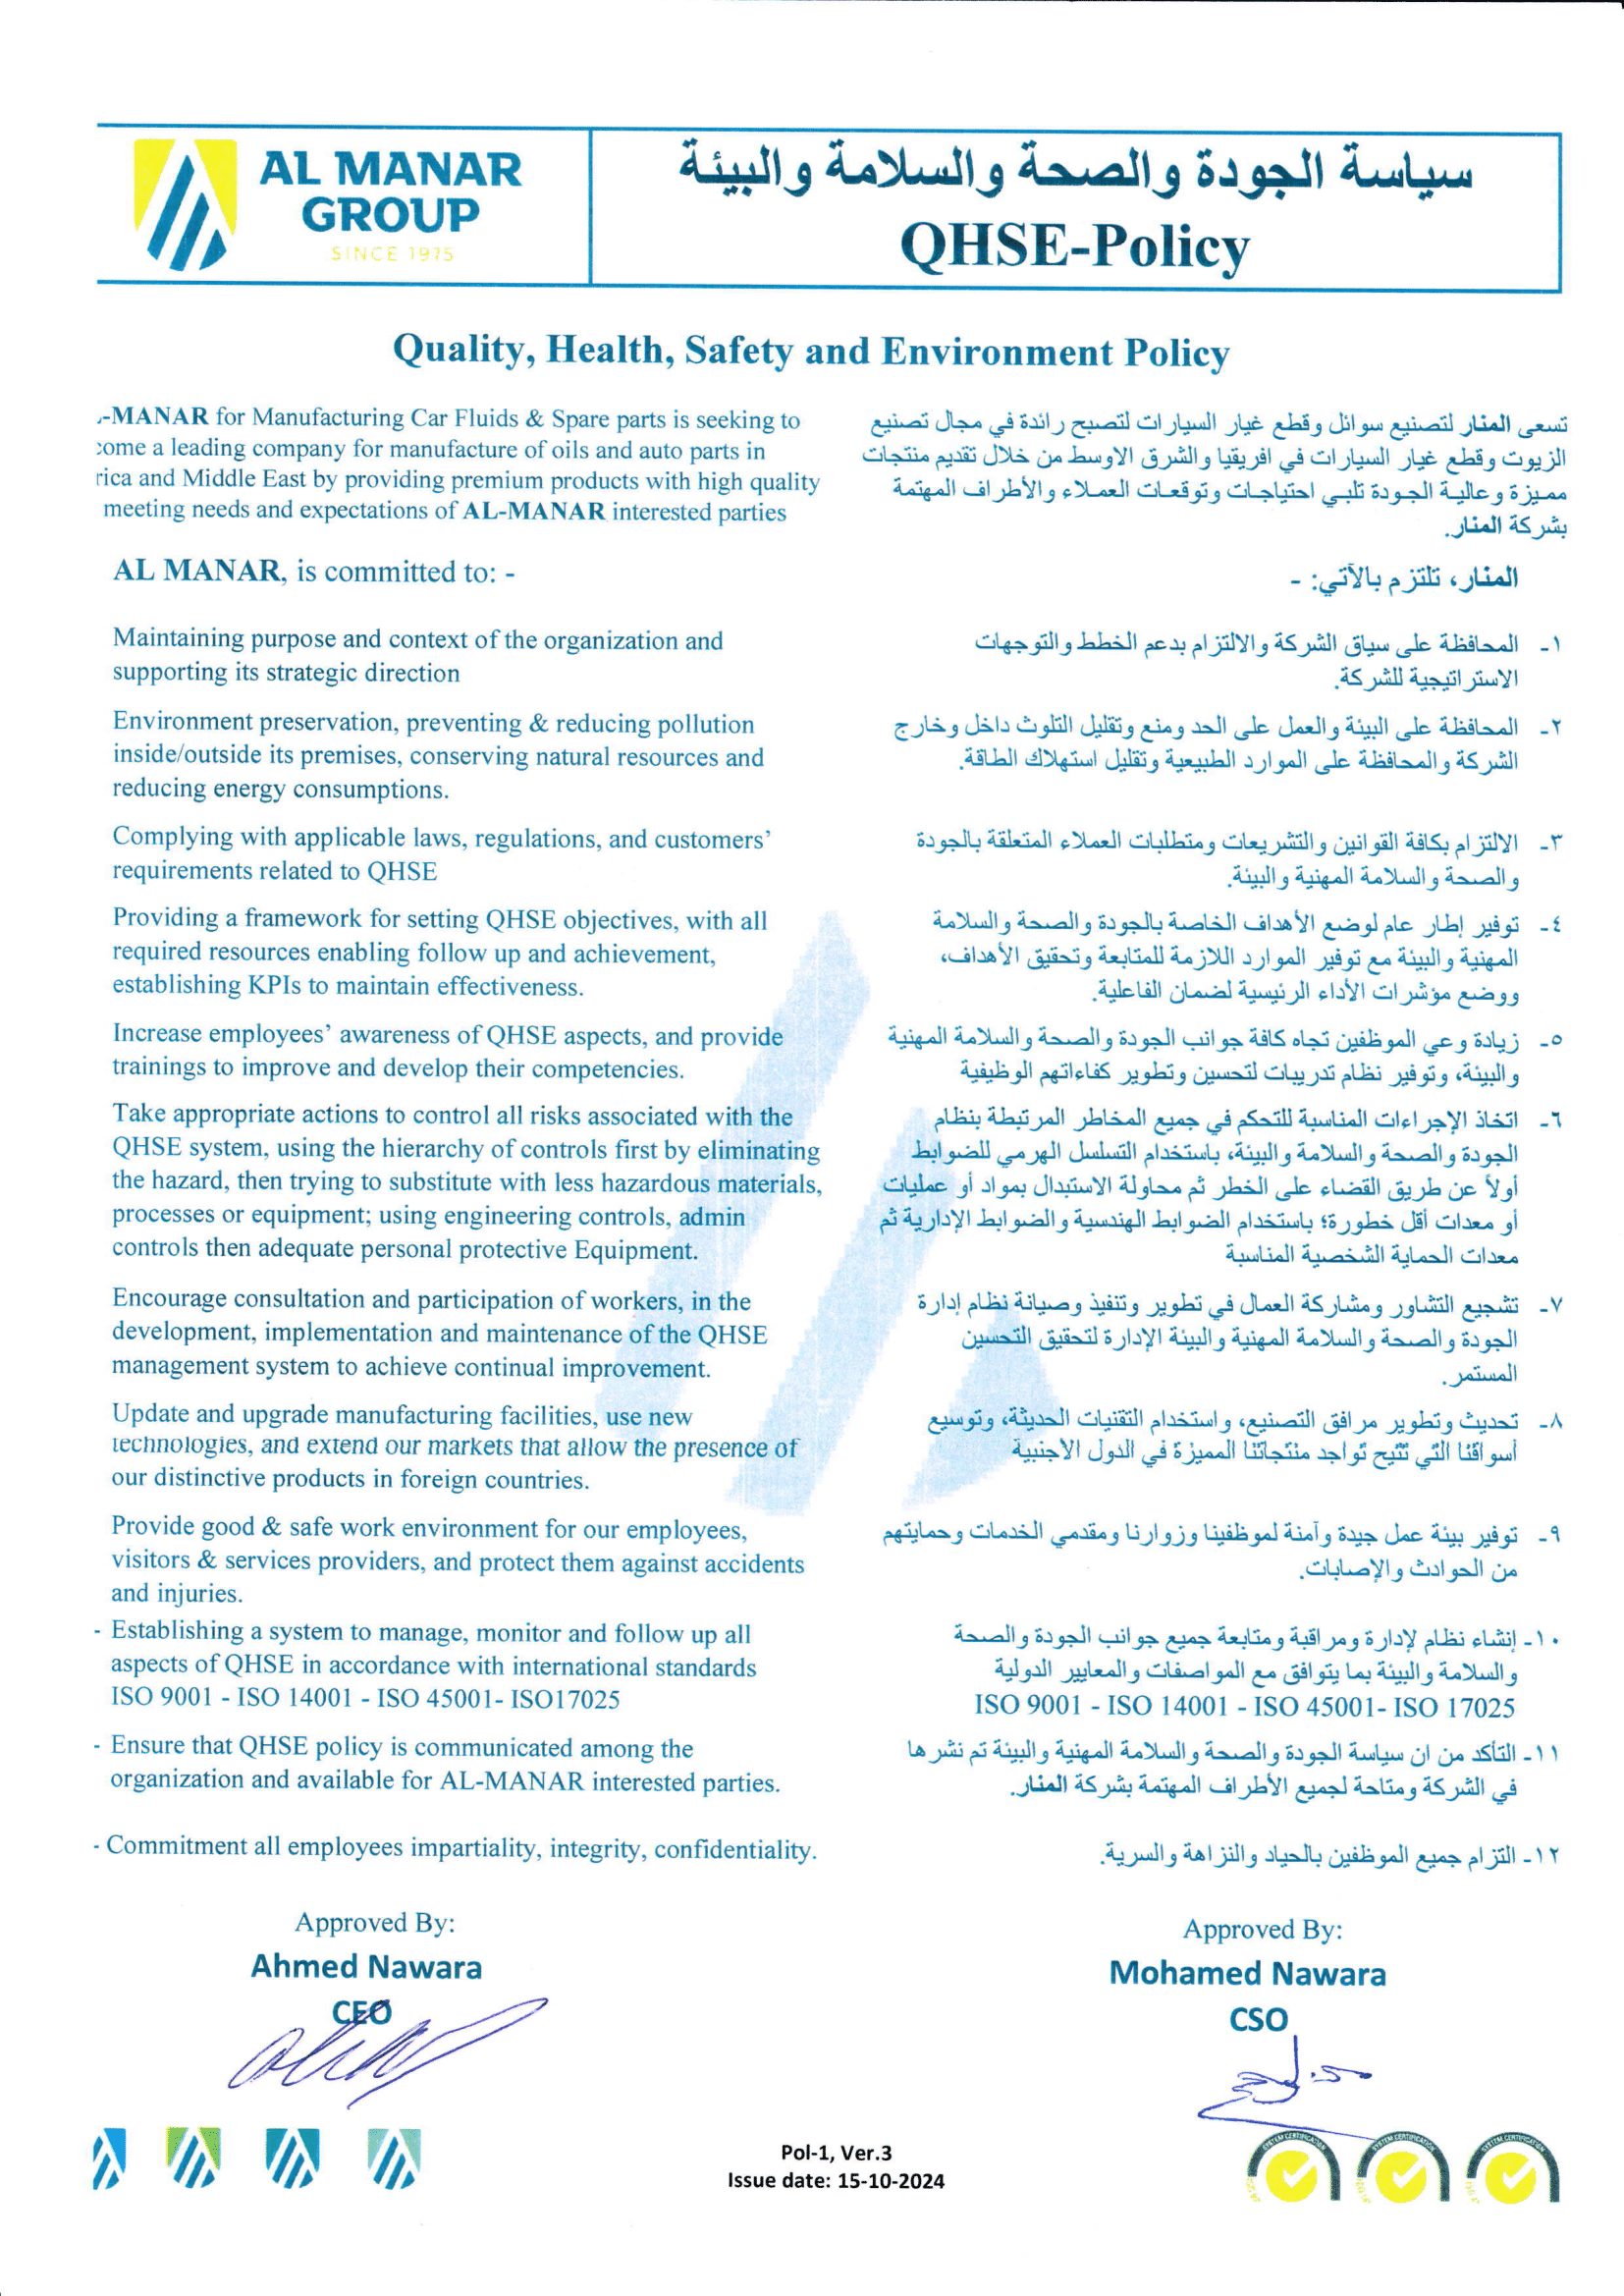 AL MANAR
GROUP
SINCE 1975
سياسة الجودة والصحة والسلامة والبيئة
QHSE-Policy
Quality, Health, Safety and Environment Policy
-MANAR for Manufacturing Car Fluids & Spare parts is seeking to
come a leading company for manufacture of oils and auto parts in
rica and Middle East by providing premium products with high quality
meeting needs and expectations of AL-MANAR interested parties
AL MANAR, is committed to: -
Maintaining purpose and context of the organization and
supporting its strategic direction
Environment preservation, preventing & reducing pollution
inside/outside its premises, conserving natural resources and
reducing energy consumptions.
Complying with applicable laws, regulations, and customers’
requirements related to QHSE
Providing a framework for setting QHSE objectives, with all
required resources enabling follow up and achievement,
establishing KPIs to maintain effectiveness.
Increase employees’ awareness of QHSE aspects, and provide
trainings to improve and develop their competencies.
Take appropriate actions to control all risks associated with the
QHSE system, using the hierarchy of controls first by eliminating
the hazard, then trying to substitute with less hazardous materials,
processes or equipment; using engineering controls, admin
controls then adequate personal protective Equipment.
Encourage consultation and participation of workers, in the
development, implementation and maintenance of the QHSE
management system to achieve continual improvement.
Update and upgrade manufacturing facilities, use new
technologies, and extend our markets that allow the presence of
our distinctive products in foreign countries.
Provide good & safe work environment for our employees,
visitors & services providers, and protect them against accidents
and injuries.
- Establishing a system to manage, monitor and follow up all
aspects of QHSE in accordance with international standards
ISO 9001 - ISO 14001 - ISO 45001- ISO17025
- Ensure that QHSE policy is communicated among the
organization and available for AL-MANAR interested parties.
- Commitment all employees impartiality, integrity, confidentiality.
تسعى المنار لتصنيع سوائل وقطع غيار السيارات لتصبح رائدة في مجال تصنيع
الزيوت وقطع غيار السيارات في افريقيا والشرق الاوسط من خلال تقديم منتجات
مميزة وعالية الجودة تلبي احتياجات وتوقعات العملاء والأطراف المهتمة
بشركة المنار.
المنار، تلتزم بالآتي: -
١- المحافظة على سياق الشركة والالتزام بدعم الخطط والتوجهات
الاستراتيجية للشركة.
٢- المحافظة على البيئة والعمل على الحد ومنع وتقليل التلوث داخل وخارج
الشركة والمحافظة على الموارد الطبيعية وتقليل استهلاك الطاقة.
٣- الالتزام بكافة القوانين والتشريعات ومتطلبات العملاء المتعلقة بالجودة
والصحة والسلامة المهنية والبيئة.
٤- توفير إطار عام لوضع الأهداف الخاصة بالجودة والصحة والسلامة
المهنية والبيئة مع توفير الموارد اللازمة للمتابعة وتحقيق الأهداف،
ووضع مؤشرات الأداء الرئيسية لضمان الفاعلية.
٥- زيادة وعي الموظفين تجاه كافة جوانب الجودة والصحة والسلامة المهنية
والبيئة، وتوفير نظام تدريبات لتحسين وتطوير كفاءاتهم الوظيفية
٦- اتخاذ الإجراءات المناسبة للتحكم في جميع المخاطر المرتبطة بنظام
الجودة والصحة والسلامة والبيئة، باستخدام التسلسل الهرمي للضوابط
أولاً عن طريق القضاء على الخطر ثم محاولة الاستبدال بمواد أو عمليات
أو معدات أقل خطورة؛ باستخدام الضوابط الهندسية والضوابط الإدارية ثم
معدات الحماية الشخصية المناسبة
٧- تشجيع التشاور ومشاركة العمال في تطوير وتنفيذ وصيانة نظام إدارة
الجودة والصحة والسلامة المهنية والبيئة الإدارة لتحقيق التحسين
المستمر.
٨- تحديث وتطوير مرافق التصنيع، واستخدام التقنيات الحديثة، وتوسيع
أسواقنا التي تتيح تواجد منتجاتنا المميزة في الدول الأجنبية
٩- توفير بيئة عمل جيدة وآمنة لموظفينا وزوارنا ومقدمي الخدمات وحمايتهم
من الحوادث والإصابات.
١٠- إنشاء نظام لإدارة ومراقبة ومتابعة جميع جوانب الجودة والصحة
والسلامة والبيئة بما يتوافق مع المواصفات والمعايير الدولية
ISO 9001 - ISO 14001 - ISO 45001- ISO 17025
١١- التأكد من ان سياسة الجودة والصحة والسلامة المهنية والبيئة تم نشرها
في الشركة ومتاحة لجميع الأطراف المهتمة بشركة المنار.
١٢- التزام جميع الموظفين بالحياد والنزاهة والسرية.
Approved By:
Ahmed Nawara
CEO
Approved By:
Mohamed Nawara
CSO
Pol-1, Ver.3
Issue date: 15-10-2024
SYSTEM CERTIFICATION
SYSTEM CERTIFICATION
SYSTEM CERTIFICATION